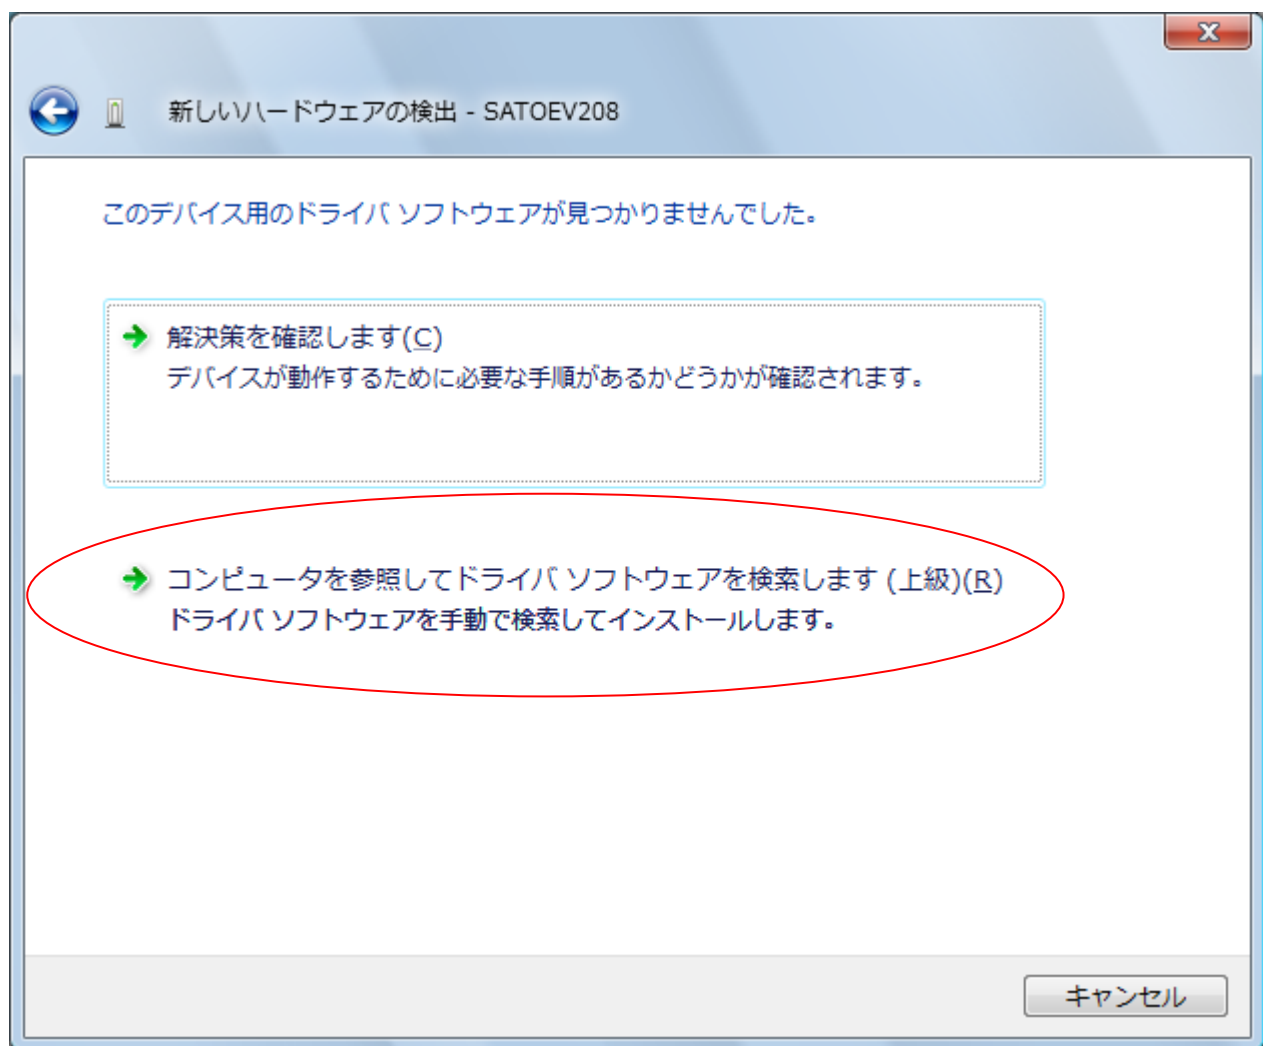 新しいハードウェアの検出 - SATOEV208
このデバイス用のドライバ ソフトウェアが見つかりませんでした。
解決策を確認します(C)
デバイスが動作するために必要な手順があるかどうかが確認されます。
コンピュータを参照してドライバ ソフトウェアを検索します (上級)(R)
ドライバ ソフトウェアを手動で検索してインストールします。
キャンセル